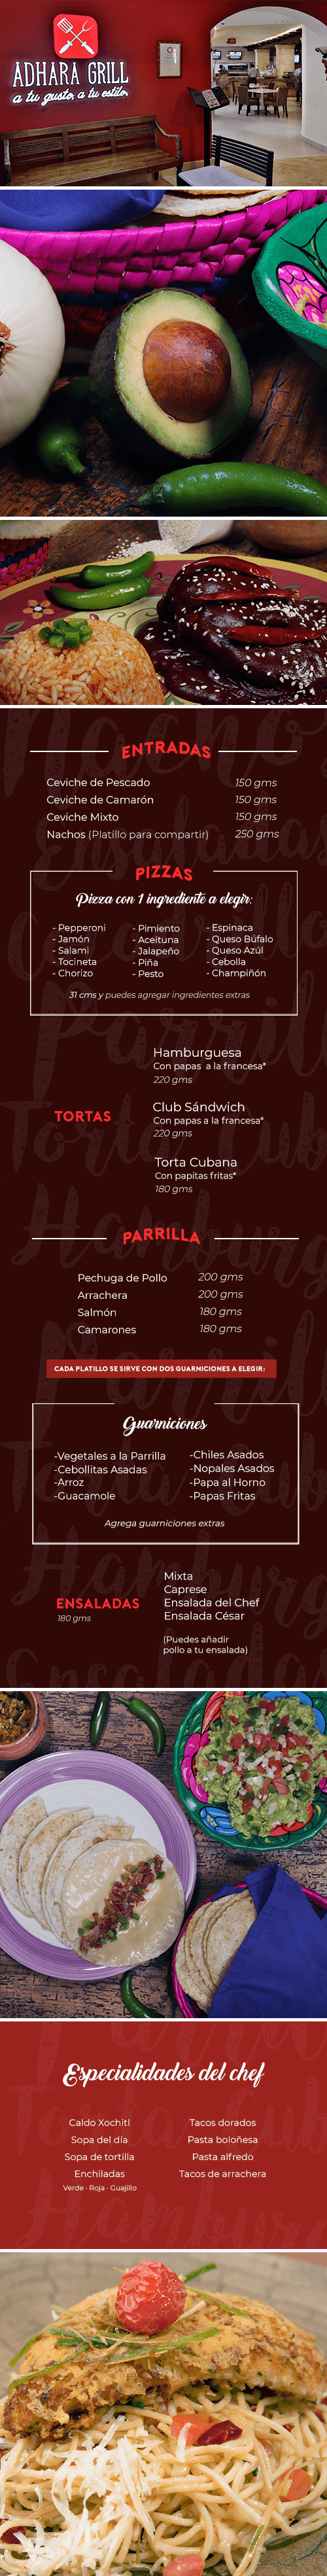 ADHARA GRILL
a tu gusto, a tu estilo
ENTRADAS
Ceviche de Pescado 150 gms
Ceviche de Camarón 150 gms
Ceviche Mixto 150 gms
Nachos (Platillo para compartir) 250 gms
PIZZAS
Pizza con 1 ingrediente a elegir:
- Pepperoni
- Jamón
- Salami
- Tocineta
- Chorizo
- Pimiento
- Aceituna
- Jalapeño
- Piña
- Pesto
- Espinaca
- Queso Búfalo
- Queso Azúl
- Cebolla
- Champiñón
31 cms y puedes agregar ingredientes extras
TORTAS
Hamburguesa
Con papas a la francesa*
220 gms
Club Sándwich
Con papas a la francesa*
220 gms
Torta Cubana
Con papitas fritas*
180 gms
PARRILLA
Pechuga de Pollo 200 gms
Arrachera 200 gms
Salmón 180 gms
Camarones 180 gms
CADA PLATILLO SE SIRVE CON DOS GUARNICIONES A ELEGIR:
Guarniciones
-Vegetales a la Parrilla
-Cebollitas Asadas
-Arroz
-Guacamole
-Chiles Asados
-Nopales Asados
-Papa al Horno
-Papas Fritas
Agrega guarniciones extras
ENSALADAS
180 gms
Mixta
Caprese
Ensalada del Chef
Ensalada César
(Puedes añadir
pollo a tu ensalada)
Especialidades del chef
Caldo Xochitl
Sopa del día
Sopa de tortilla
Enchiladas
Verde · Roja · Guajillo
Tacos dorados
Pasta boloñesa
Pasta alfredo
Tacos de arrachera